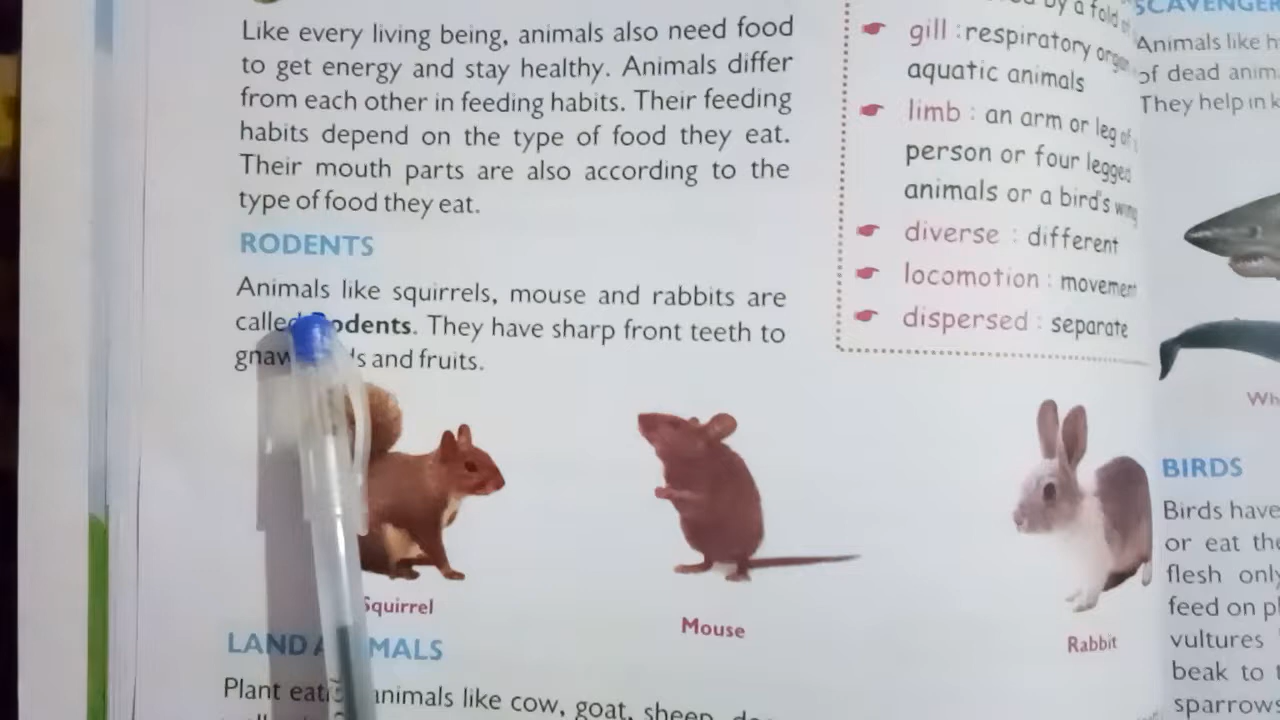 Like every living being, animals also need food
to get energy and stay healthy. Animals differ
from each other in feeding habits. Their feeding
habits depend on the type of food they eat.
Their mouth parts are also according to the
type of food they eat.
RODENTS
Animals like squirrels, mouse and rabbits are
called Rodents. They have sharp front teeth to
and fruits.
Squirrel
Mouse
Rabbit
LAND ANIMALS
Plant animals like cow, goat, sheep,
by a fold
gill : respiratory
aquatic animals
limb : an arm or leg of
person or four legged
animals or a bird's wing
diverse : different
locomotion : movement
dispersed : separate
Animals like
of dead
They help in
BIRDS
Birds have
or eat
flesh only
feed on
vultures
beak to
sparrows